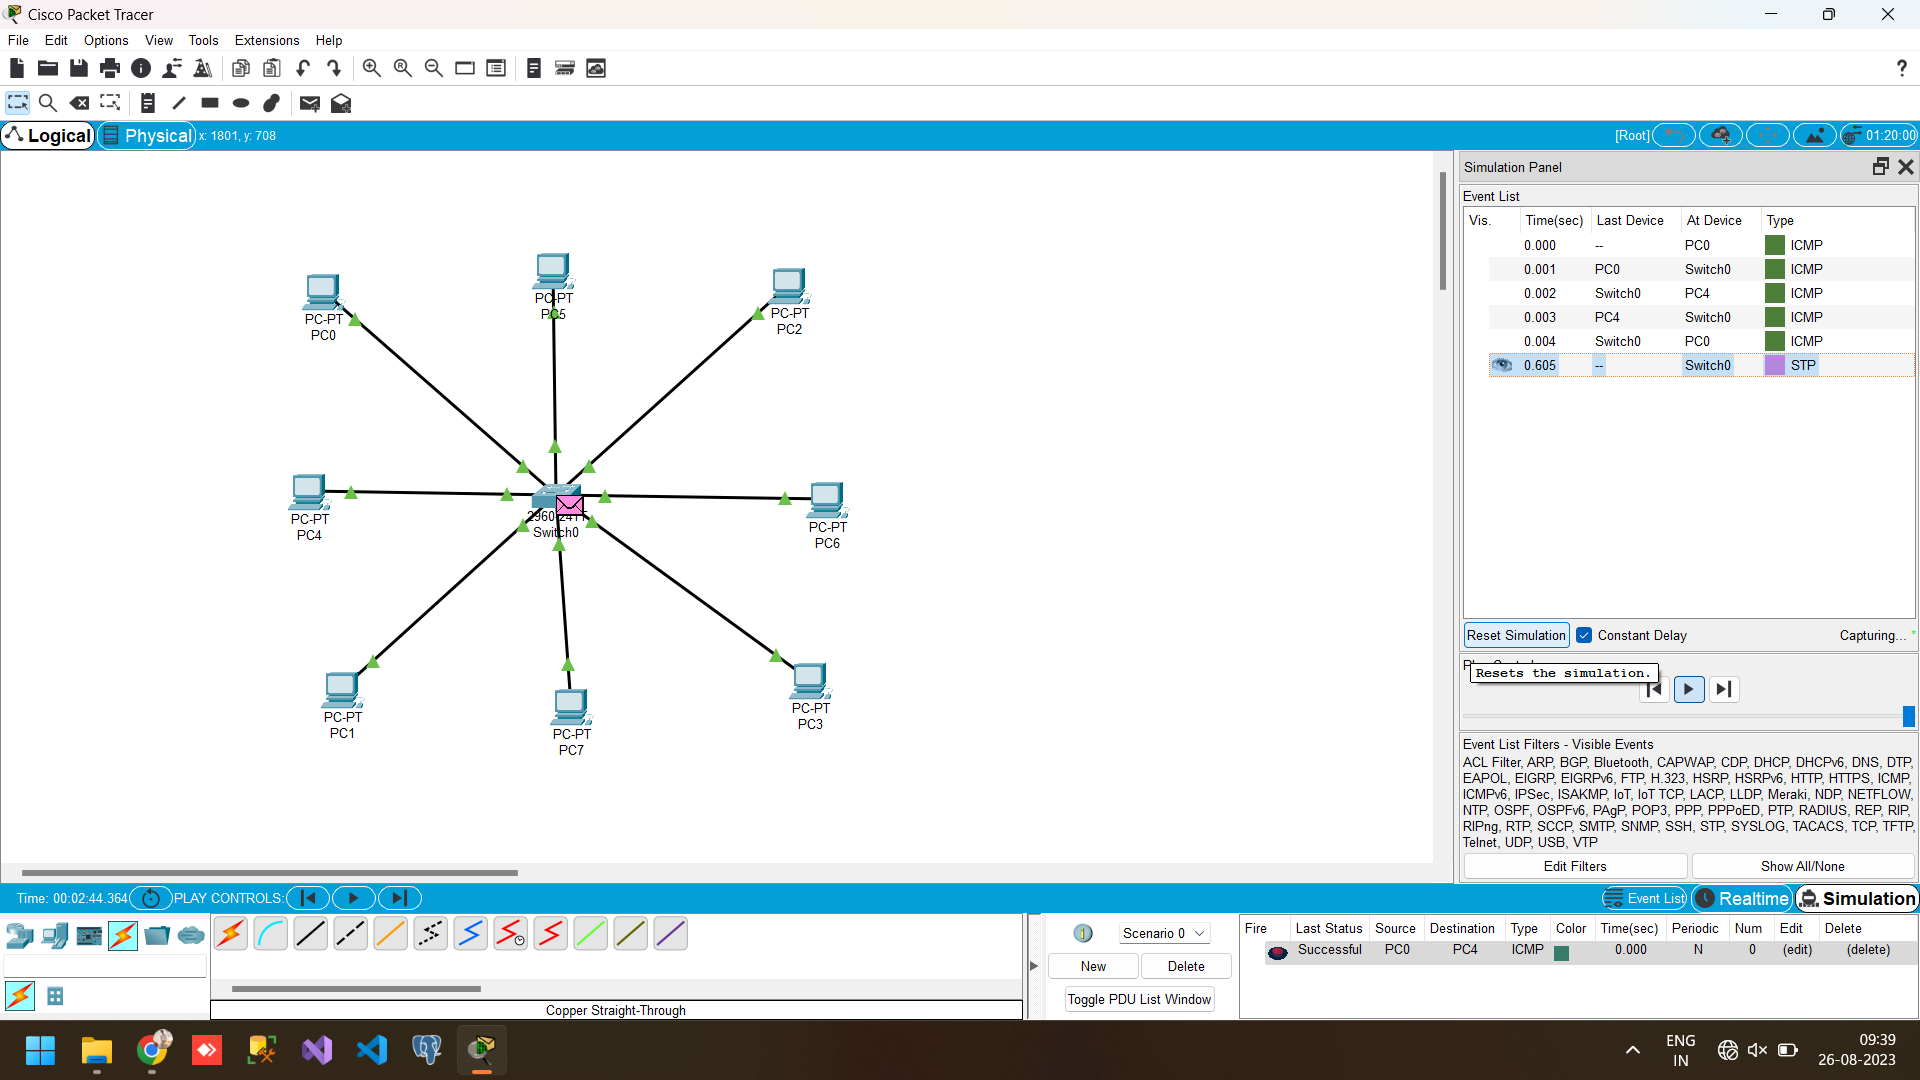 Cisco Packet Tracer
File Edit Options View Tools Extensions Help
?
Logical Physical x: 1801, y: 708 [Root] 01:20:00
PC-PT
PC0
PC-PT
PC5
PC-PT
PC2
PC-PT
PC4
Switch0
PC-PT
PC6
PC-PT
PC1
PC-PT
PC7
PC-PT
PC3
Simulation Panel
Event List
Vis. Time(sec) Last Device At Device Type
0.000 -- PC0 ICMP
0.001 PC0 Switch0 ICMP
0.002 Switch0 PC4 ICMP
0.003 PC4 Switch0 ICMP
0.004 Switch0 PC0 ICMP
0.605 -- Switch0 STP
Reset Simulation Constant Delay Capturing...
Resets the simulation.
Event List Filters - Visible Events
ACL Filter, ARP, BGP, Bluetooth, CAPWAP, CDP, DHCP, DHCPv6, DNS, DTP,
EAPOL, EIGRP, EIGRPv6, FTP, H.323, HSRP, HSRPv6, HTTP, HTTPS, ICMP,
ICMPv6, IPSec, ISAKMP, IoT, IoT TCP, LACP, LLDP, Meraki, NDP, NETFLOW,
NTP, OSPF, OSPFv6, PAgP, POP3, PPP, PPPoED, PTP, RADIUS, REP, RIP,
RIPng, RTP, SCCP, SMTP, SNMP, SSH, STP, SYSLOG, TACACS, TCP, TFTP,
Telnet, UDP, USB, VTP
Edit Filters Show All/None
Time: 00:02:44.364 PLAY CONTROLS: Event List Realtime Simulation
1 Scenario 0
New Delete
Toggle PDU List Window
Fire Last Status Source Destination Type Color Time(sec) Periodic Num Edit Delete
Successful PC0 PC4 ICMP 0.000 N 0 (edit) (delete)
Copper Straight-Through
ENG
IN
09:39
26-08-2023